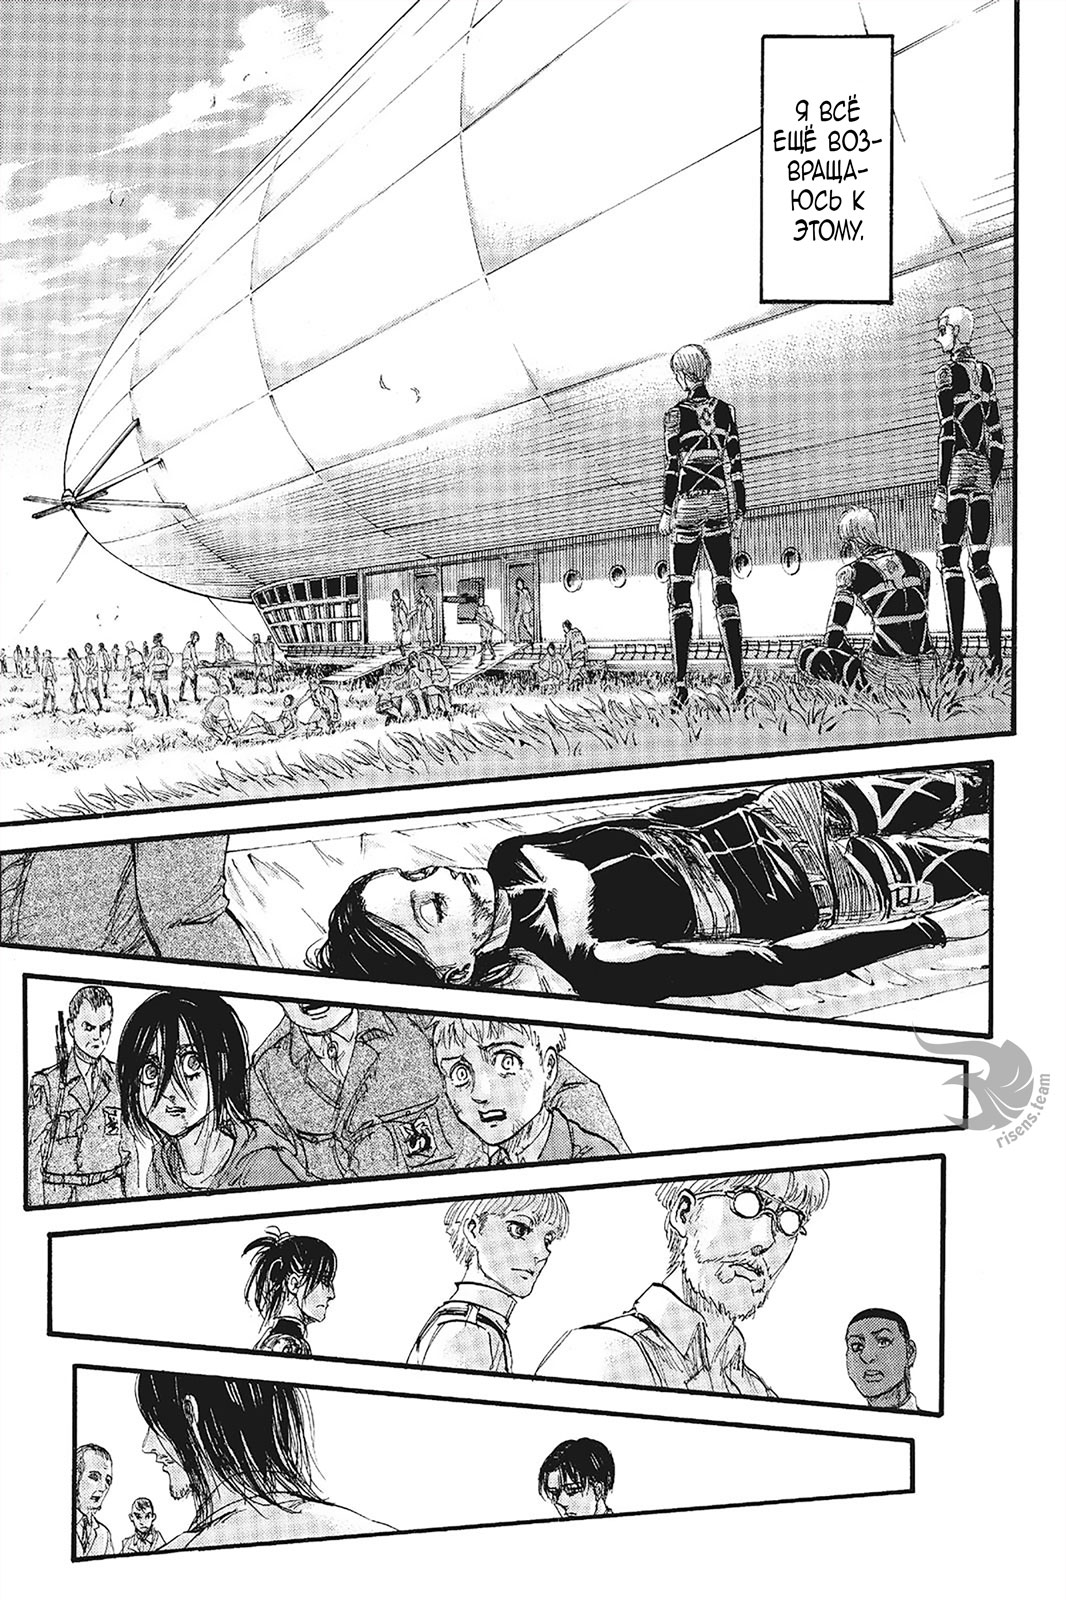 Я ВСЁ
ЕЩЁ ВОЗ-
ВРАЩА-
ЮСЬ К
ЭТОМУ.
risens.team